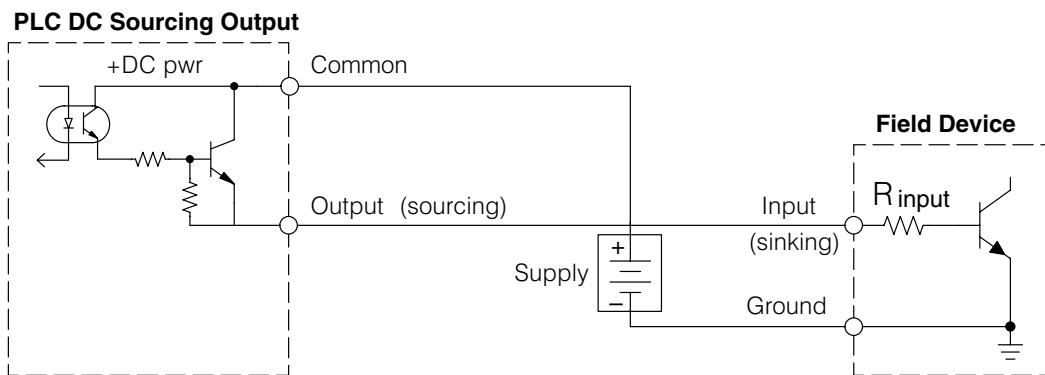 PLC DC Sourcing Output
+DC pwr
Common
Field Device
Output (sourcing)
Input
(sinking)
R input
+
Supply
–
Ground